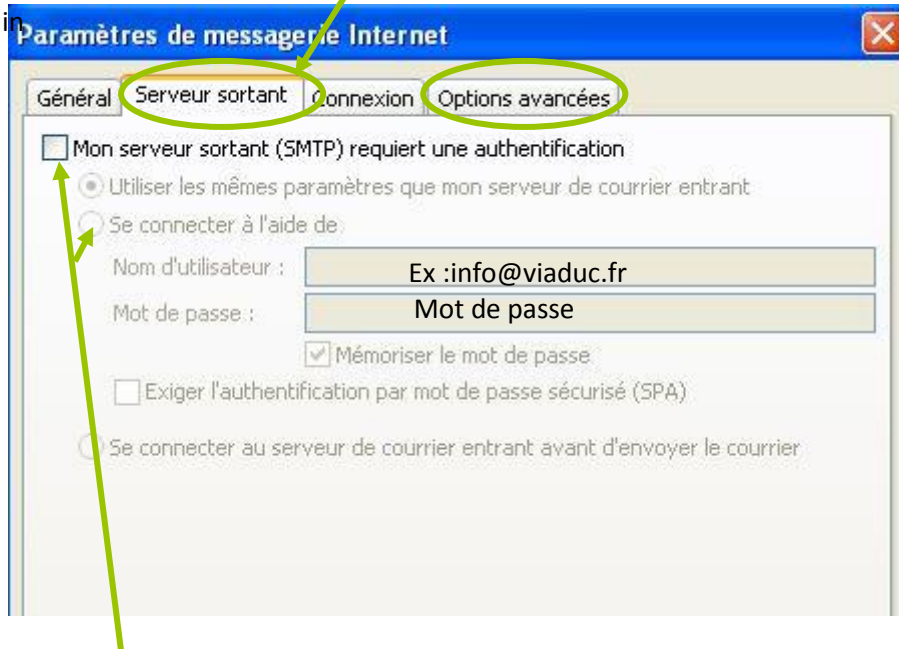 in
Paramètres de messagerie Internet
Général Serveur sortant Connexion Options avancées
Mon serveur sortant (SMTP) requiert une authentification
Utiliser les mêmes paramètres que mon serveur de courrier entrant
Se connecter à l'aide de
Nom d'utilisateur : Ex :info@viaduc.fr
Mot de passe : Mot de passe
Mémoriser le mot de passe
Exiger l'authentification par mot de passe sécurisé (SPA)
Se connecter au serveur de courrier entrant avant d'envoyer le courrier